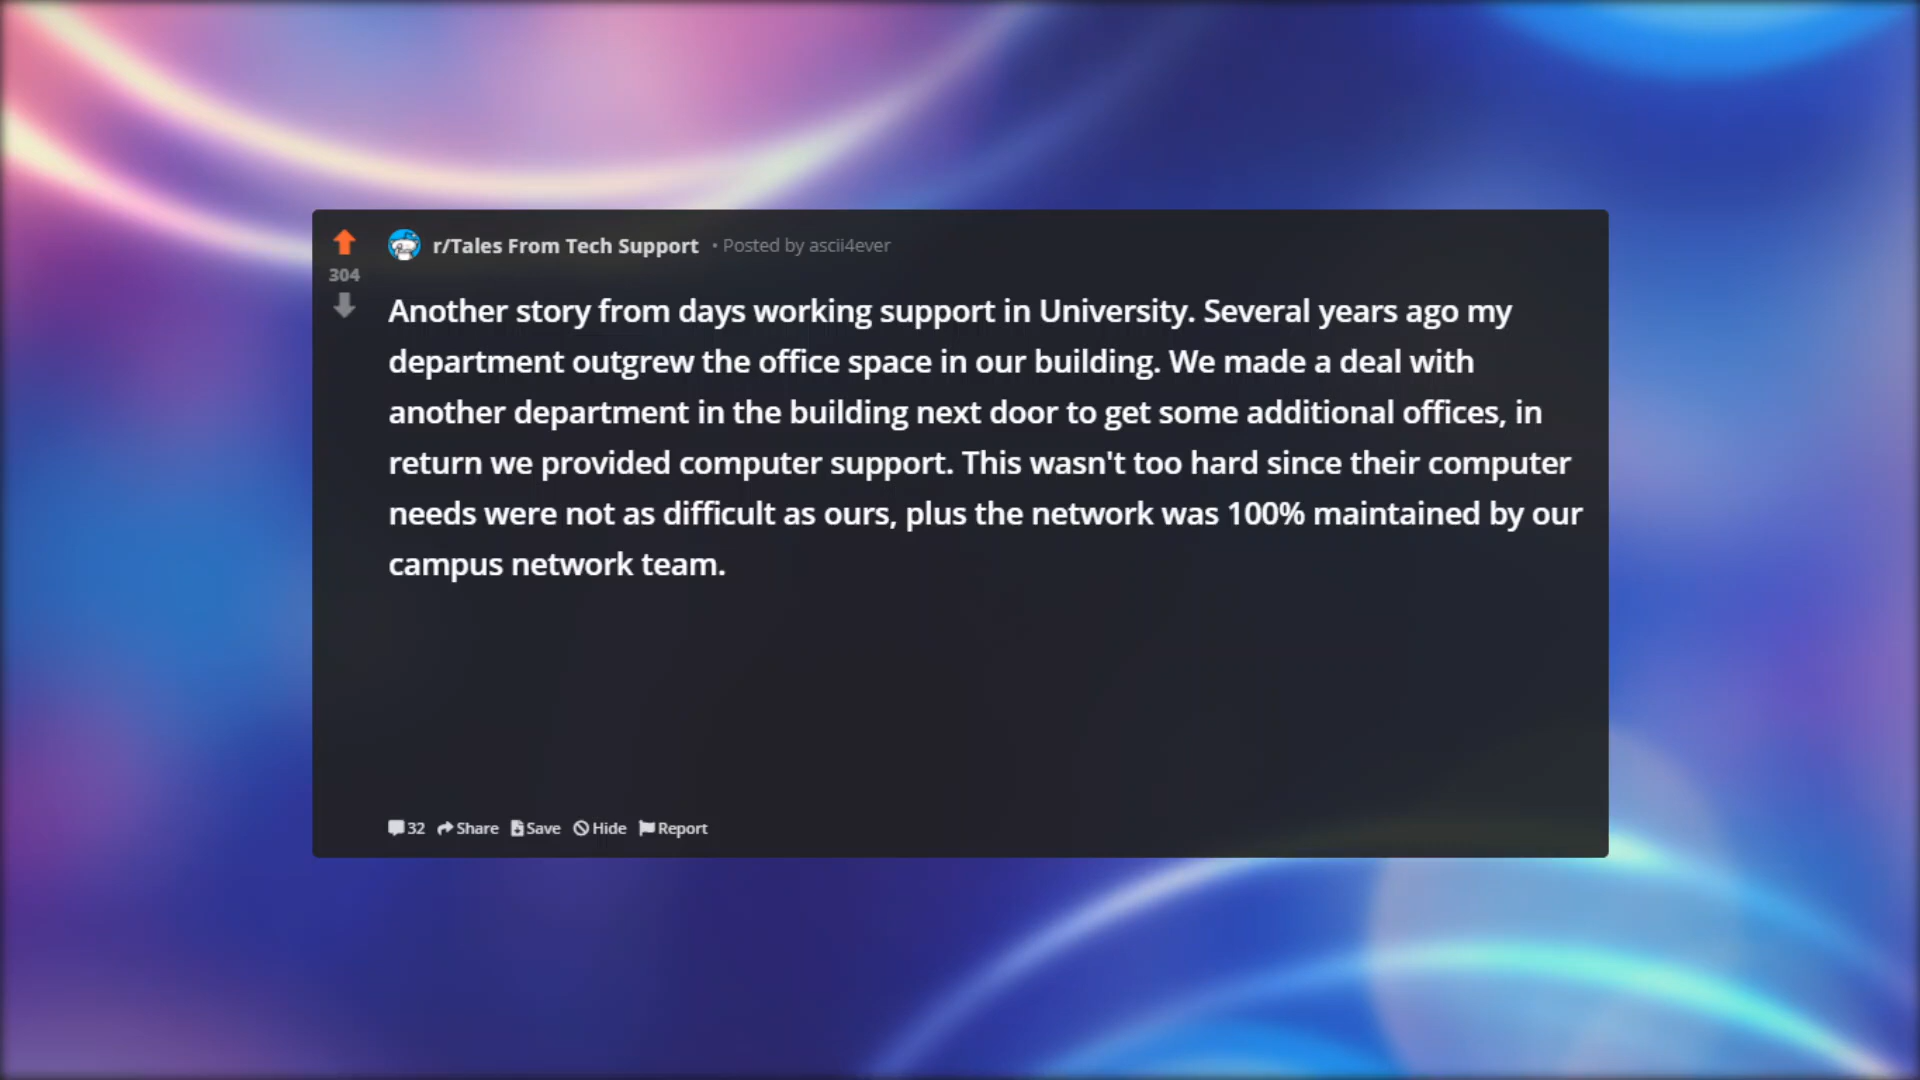 r/Tales From Tech Support • Posted by ascii4ever
304
Another story from days working support in University. Several years ago my
department outgrew the office space in our building. We made a deal with
another department in the building next door to get some additional offices, in
return we provided computer support. This wasn't too hard since their computer
needs were not as difficult as ours, plus the network was 100% maintained by our
campus network team.
32 Share Save Hide Report